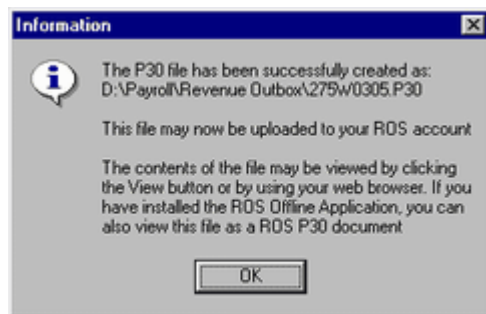 Information
The P30 file has been successfully created as:
D:\Payroll\Revenue Outbox\275W0305.P30
This file may now be uploaded to your ROS account
The contents of the file may be viewed by clicking
the View button or by using your web browser. If you
have installed the ROS Offline Application, you can
also view this file as a ROS P30 document
OK